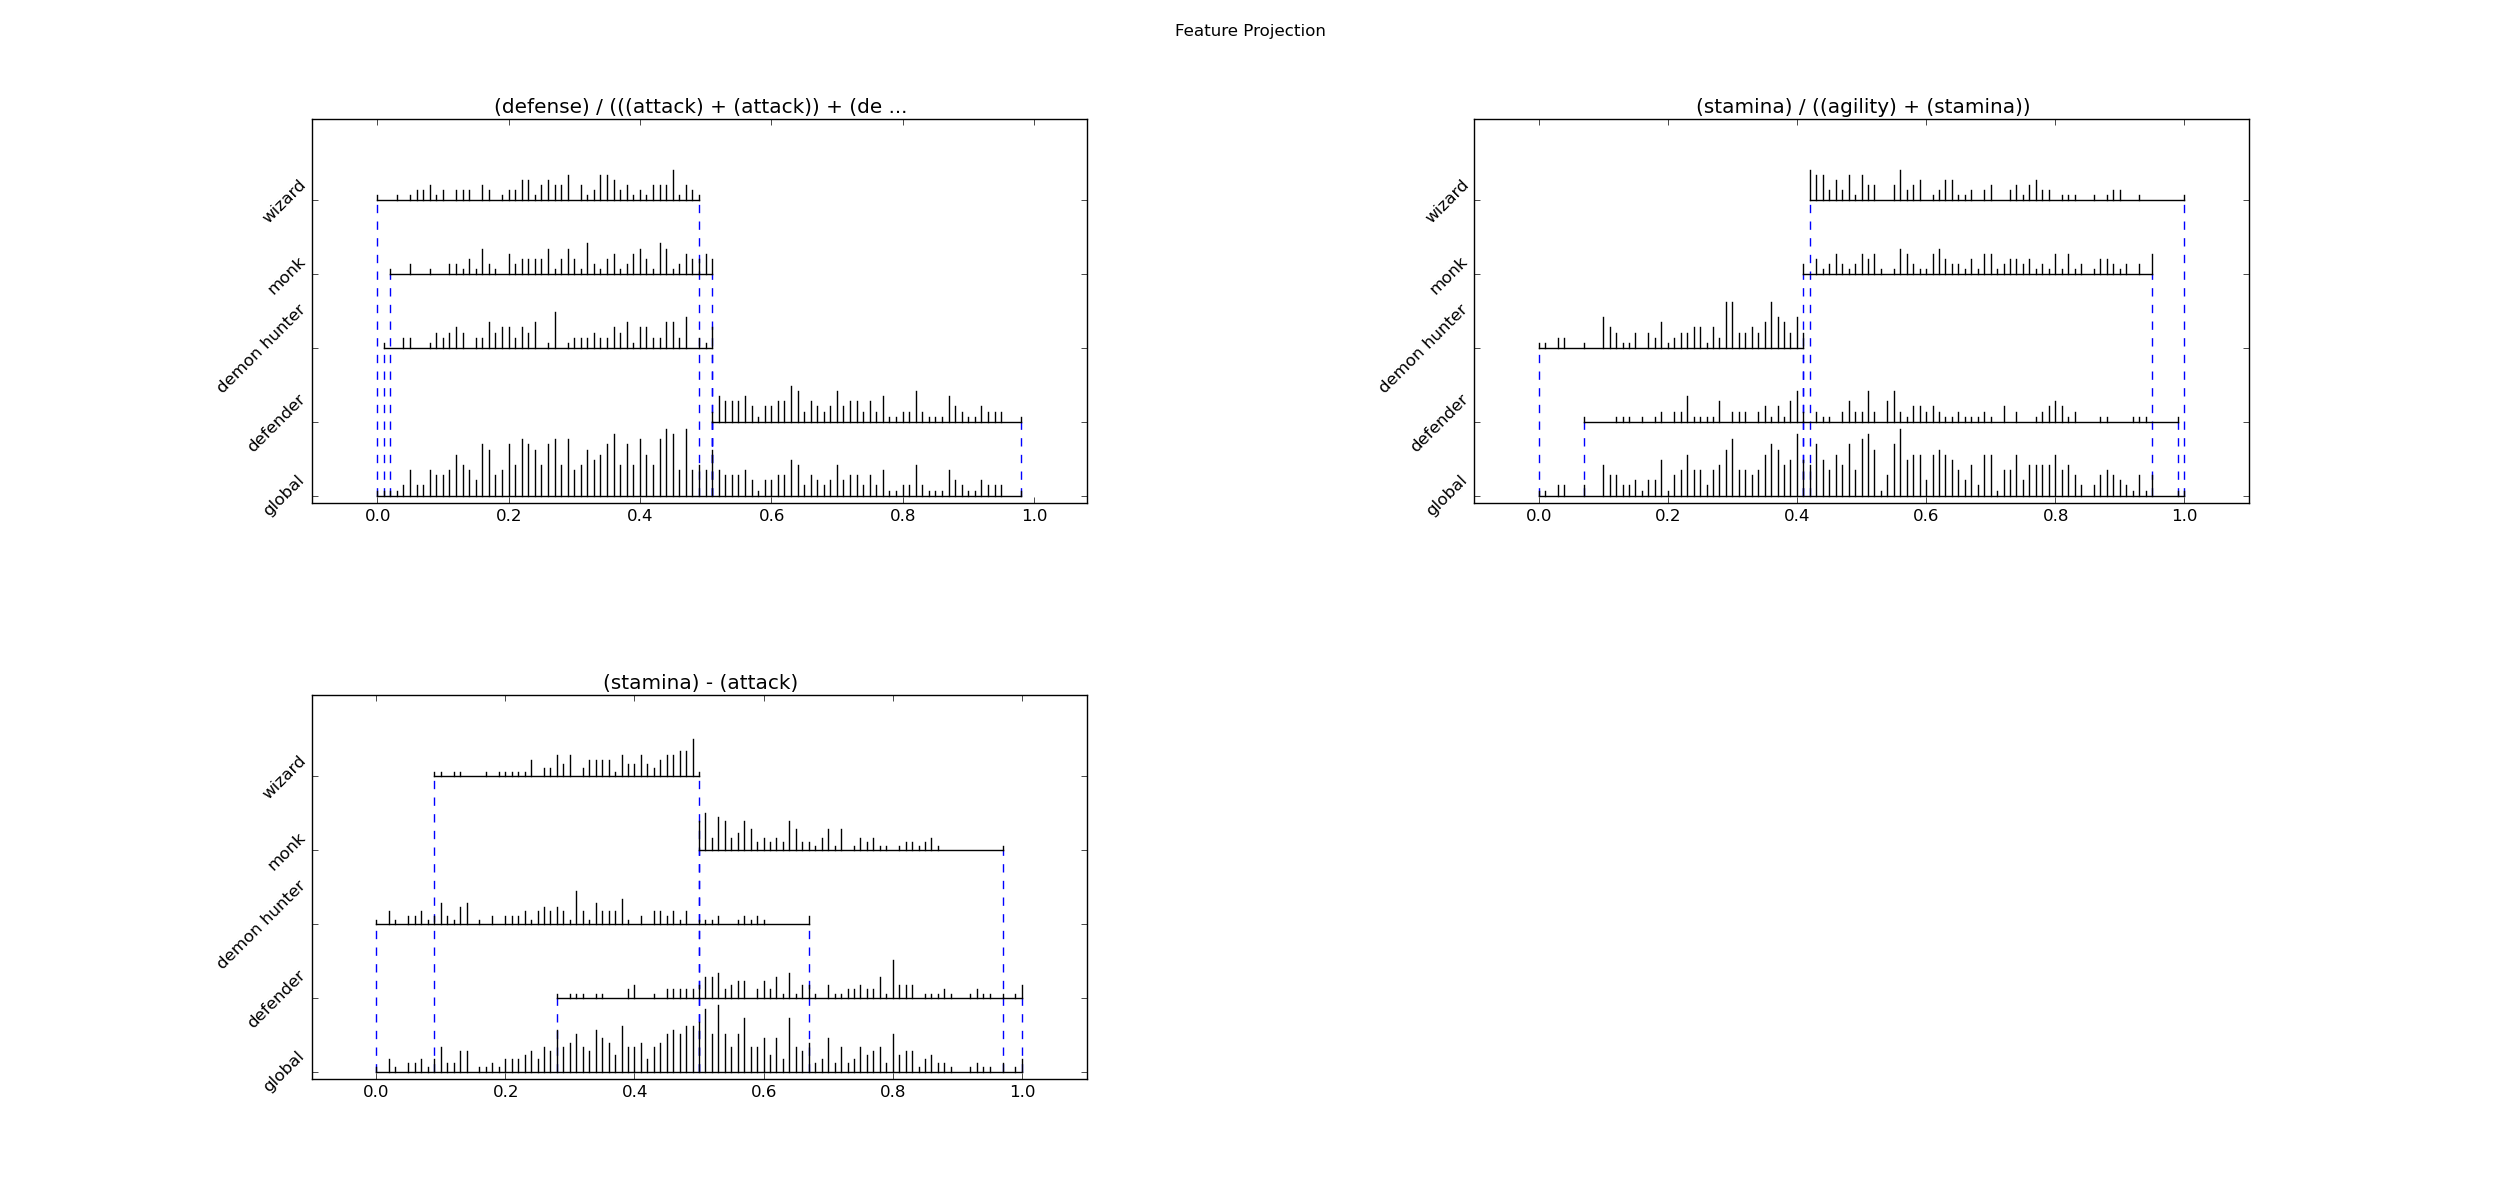 Feature Projection
(defense) / (((attack) + (attack)) + (de ...
wizard
monk
demon hunter
defender
global
0.0 0.2 0.4 0.6 0.8 1.0
(stamina) / ((agility) + (stamina))
wizard
monk
demon hunter
defender
global
0.0 0.2 0.4 0.6 0.8 1.0
(stamina) - (attack)
wizard
monk
demon hunter
defender
global
0.0 0.2 0.4 0.6 0.8 1.0